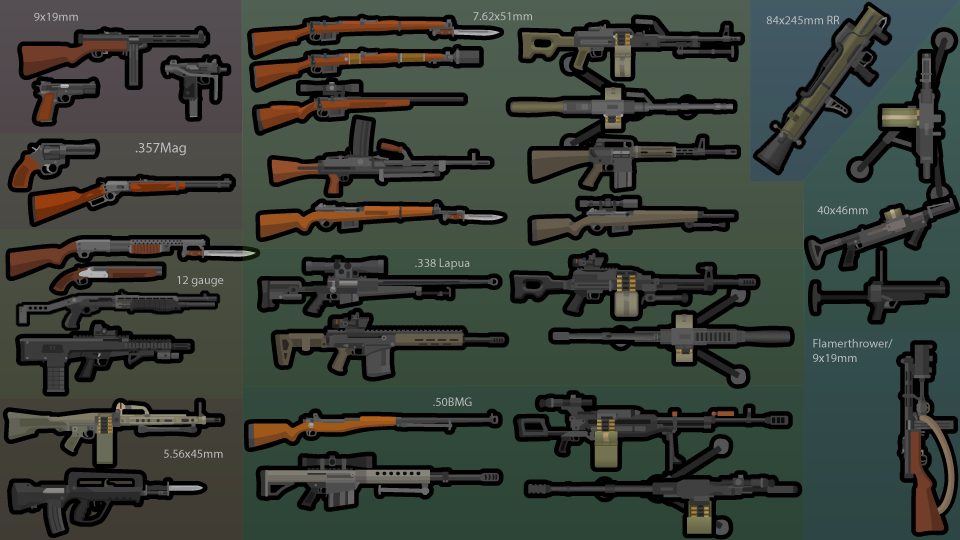 9x19mm
7.62x51mm
84x245mm RR
.357Mag
40x46mm
12 gauge
.338 Lapua
Flamerthrower/
9x19mm
.50BMG
5.56x45mm